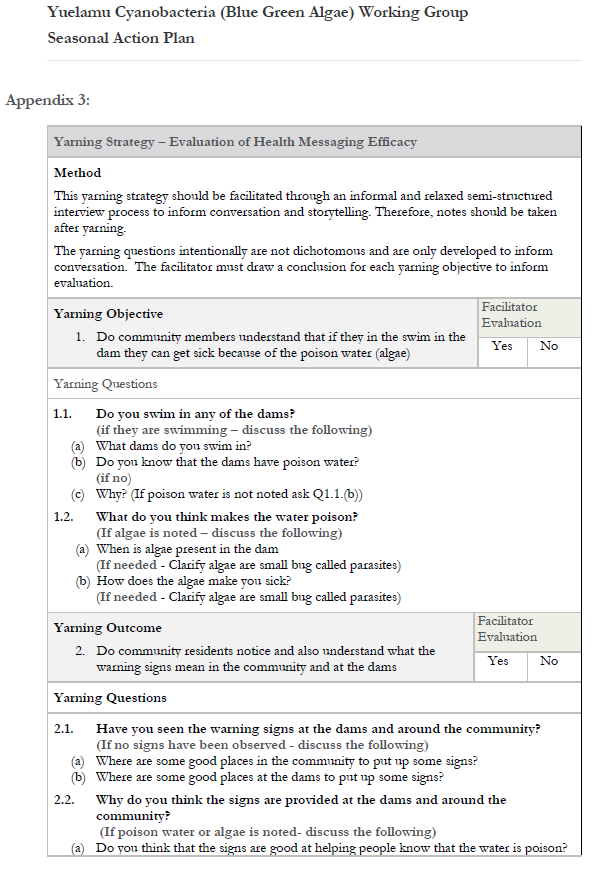 Yuelamu Cyanobacteria (Blue Green Algae) Working Group
Seasonal Action Plan
Appendix 3:
Yarning Strategy – Evaluation of Health Messaging Efficacy
Method
This yarning strategy should be facilitated through an informal and relaxed semi-structured
interview process to inform conversation and storytelling. Therefore, notes should be taken
after yarning.
The yarning questions intentionally are not dichotomous and are only developed to inform
conversation. The facilitator must draw a conclusion for each yarning objective to inform
evaluation.
Yarning Objective
Facilitator
Evaluation
1. Do community members understand that if they in the swim in the
dam they can get sick because of the poison water (algae)
Yes No
Yarning Questions
1.1. Do you swim in any of the dams?
(if they are swimming – discuss the following)
(a) What dams do you swim in?
(b) Do you know that the dams have poison water?
(if no)
(c) Why? (If poison water is not noted ask Q1.1.(b))
1.2. What do you think makes the water poison?
(If algae is noted – discuss the following)
(a) When is algae present in the dam
(If needed - Clarify algae are small bug called parasites)
(b) How does the algae make you sick?
(If needed - Clarify algae are small bug called parasites)
Yarning Outcome
Facilitator
Evaluation
2. Do community residents notice and also understand what the
warning signs mean in the community and at the dams
Yes No
Yarning Questions
2.1. Have you seen the warning signs at the dams and around the community?
(If no signs have been observed - discuss the following)
(a) Where are some good places in the community to put up some signs?
(b) Where are some good places at the dams to put up some signs?
2.2. Why do you think the signs are provided at the dams and around the
community?
(If poison water or algae is noted- discuss the following)
(a) Do you think that the signs are good at helping people know that the water is poison?